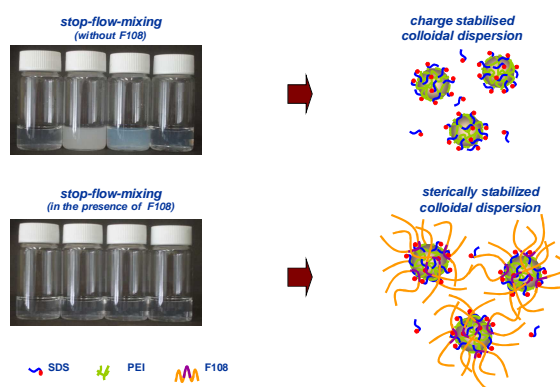 stop-flow-mixing
(without F108)
charge stabilised
colloidal dispersion
stop-flow-mixing
(in the presence of F108)
sterically stabilized
colloidal dispersion
SDS
PEI
F108